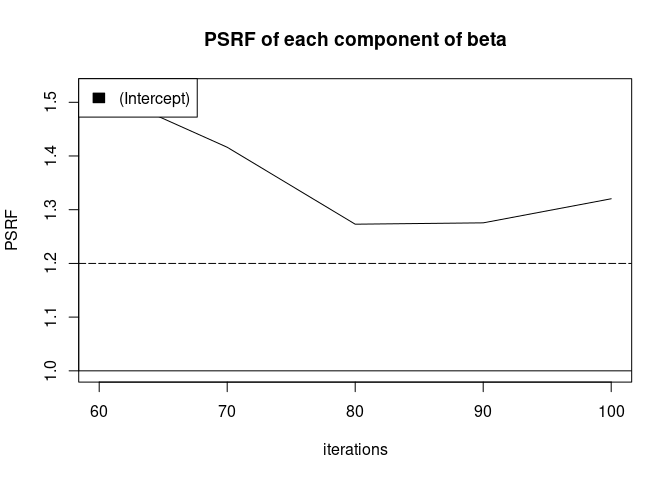 PSRF of each component of beta
(Intercept)
PSRF
1.5
1.4
1.3
1.2
1.1
1.0
60 70 80 90 100
iterations